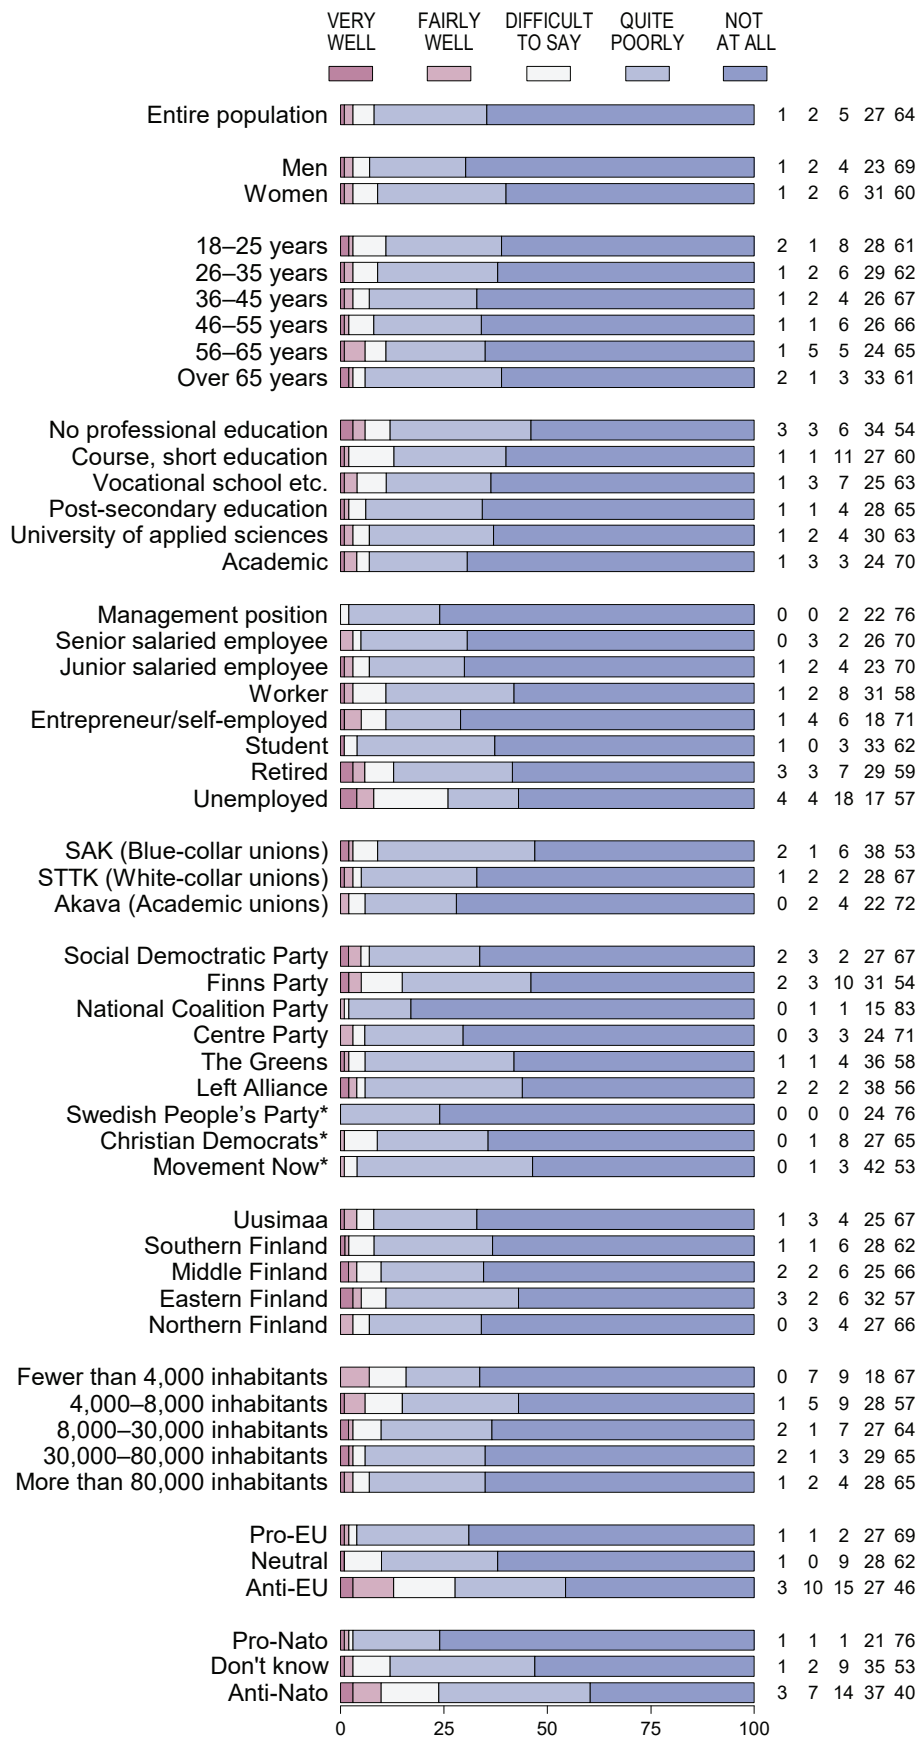 VERY WELL FAIRLY WELL DIFFICULT TO SAY QUITE POORLY NOT AT ALL
Entire population 1 2 5 27 64
Men 1 2 4 23 69
Women 1 2 6 31 60
18–25 years 2 1 8 28 61
26–35 years 1 2 6 29 62
36–45 years 1 2 4 26 67
46–55 years 1 1 6 26 66
56–65 years 1 5 5 24 65
Over 65 years 2 1 3 33 61
No professional education 3 3 6 34 54
Course, short education 1 1 11 27 60
Vocational school etc. 1 3 7 25 63
Post-secondary education 1 1 4 28 65
University of applied sciences 1 2 4 30 63
Academic 1 3 3 24 70
Management position 0 0 2 22 76
Senior salaried employee 0 3 2 26 70
Junior salaried employee 1 2 4 23 70
Worker 1 2 8 31 58
Entrepreneur/self-employed 1 4 6 18 71
Student 1 0 3 33 62
Retired 3 3 7 29 59
Unemployed 4 4 18 17 57
SAK (Blue-collar unions) 2 1 6 38 53
STTK (White-collar unions) 1 2 2 28 67
Akava (Academic unions) 0 2 4 22 72
Social Democratic Party 2 3 2 27 67
Finns Party 2 3 10 31 54
National Coalition Party 0 1 1 15 83
Centre Party 0 3 3 24 71
The Greens 1 1 4 36 58
Left Alliance 2 2 2 38 56
Swedish People's Party* 0 0 0 24 76
Christian Democrats* 0 1 8 27 65
Movement Now* 0 1 3 42 53
Uusimaa 1 3 4 25 67
Southern Finland 1 1 6 28 62
Middle Finland 2 2 6 25 66
Eastern Finland 3 2 6 32 57
Northern Finland 0 3 4 27 66
Fewer than 4,000 inhabitants 0 7 9 18 67
4,000–8,000 inhabitants 1 5 9 28 57
8,000–30,000 inhabitants 2 1 7 27 64
30,000–80,000 inhabitants 2 1 3 29 65
More than 80,000 inhabitants 1 2 4 28 65
Pro-EU 1 1 2 27 69
Neutral 1 0 9 28 62
Anti-EU 3 10 15 27 46
Pro-Nato 1 1 1 21 76
Don't know 1 2 9 35 53
Anti-Nato 3 7 14 37 40
0 25 50 75 100